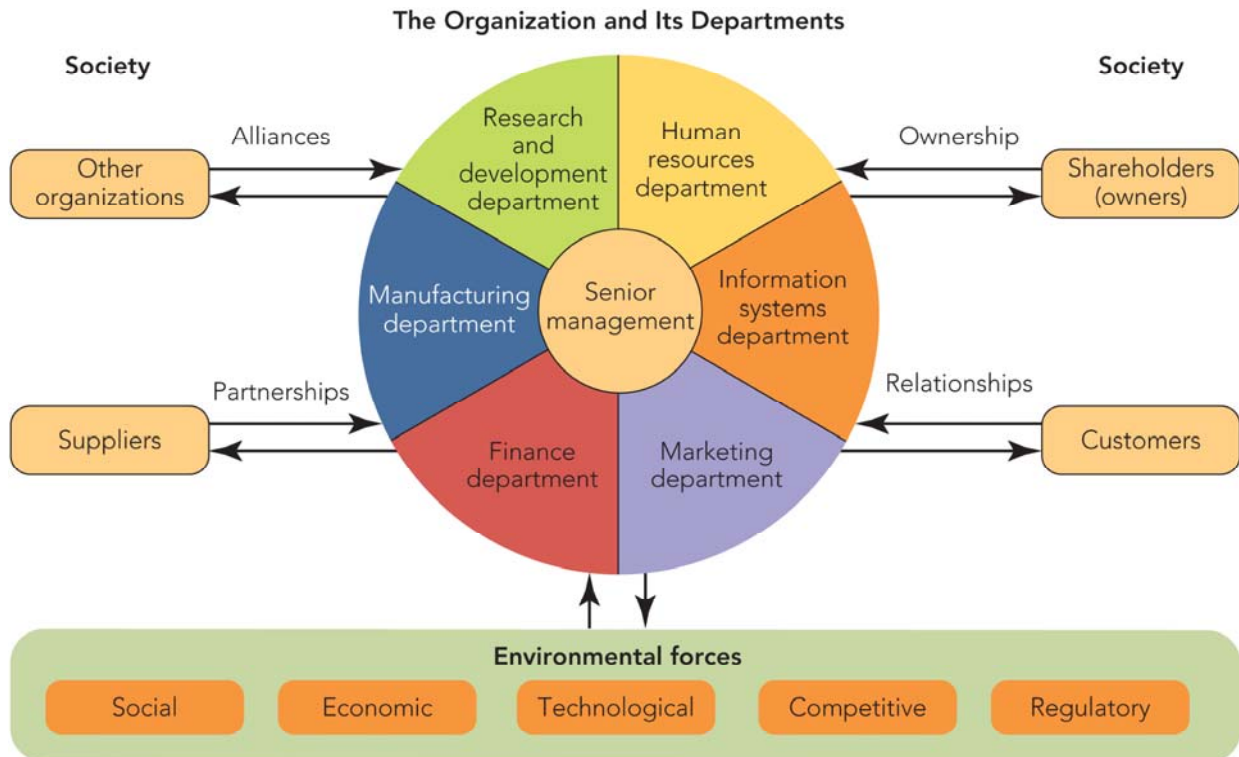 The Organization and Its Departments
Society
Society
Alliances
Other
organizations
Research
and
development
department
Human
resources
department
Ownership
Shareholders
(owners)
Manufacturing
department
Senior
management
Information
systems
department
Partnerships
Suppliers
Relationships
Customers
Finance
department
Marketing
department
Environmental forces
Social
Economic
Technological
Competitive
Regulatory